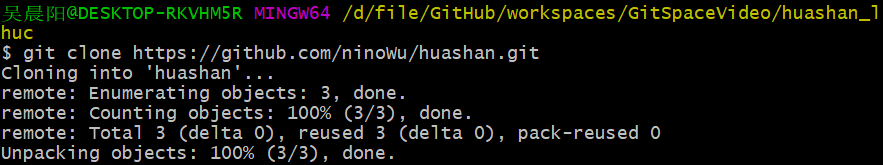 吴晨阳@DESKTOP-RKVHM5R MINGW64 /d/file/GitHub/workspaces/GitSpaceVideo/huashan_l
huc
$ git clone https://github.com/ninoWu/huashan.git
Cloning into 'huashan'...
remote: Enumerating objects: 3, done.
remote: Counting objects: 100% (3/3), done.
remote: Total 3 (delta 0), reused 3 (delta 0), pack-reused 0
Unpacking objects: 100% (3/3), done.